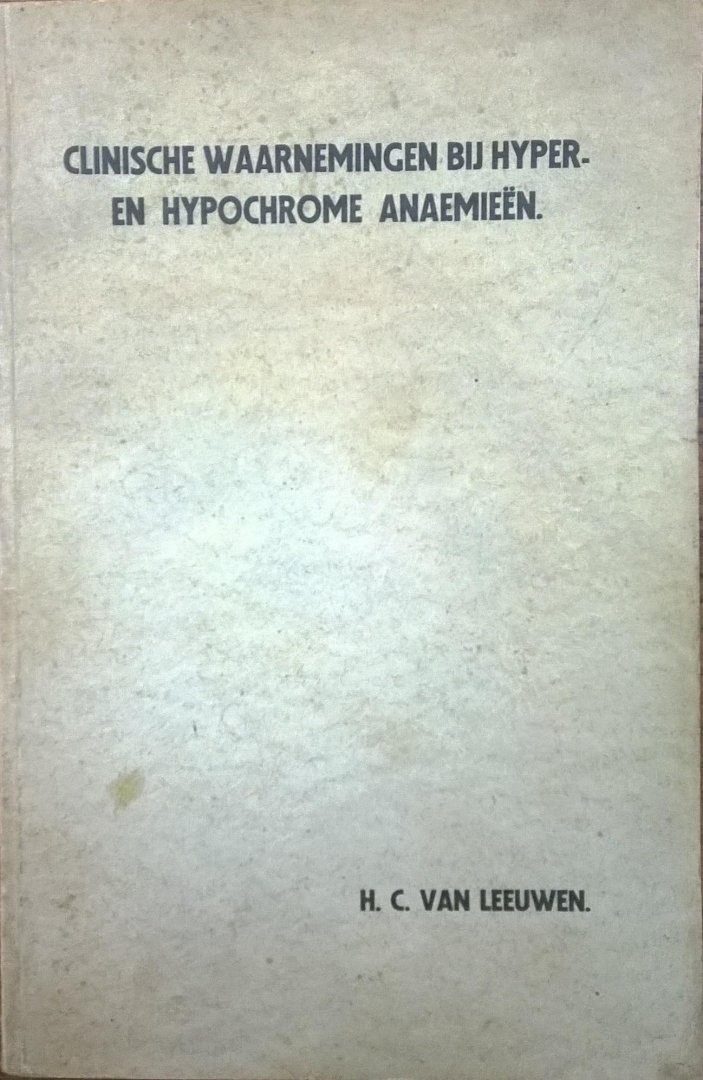 CLINISCHE WAARNEMINGEN BIJ HYPER-
EN HYPOCHROME ANAEMIEËN.
H. C. VAN LEEUWEN.